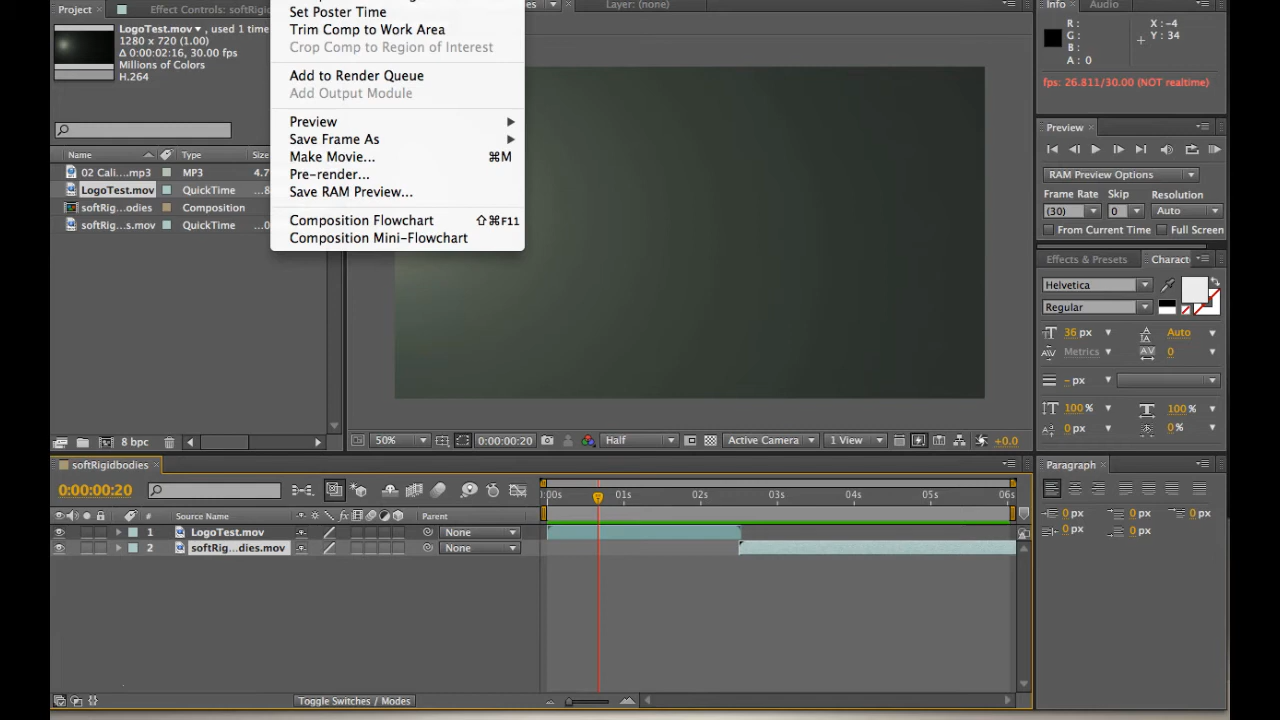 Project ×
Effect Controls: softRigid
LogoTest.mov ▾, used 1 time
1280 x 720 (1.00)
Δ 0:00:02:16, 30.00 fps
Millions of Colors
H.264
Name
Type
Size
02 Cali....mp3
MP3
4.7
LogoTest.mov
QuickTime
...8
softRig...odies
Composition
softRig...s.mov
QuickTime
...0
8 bpc
Set Poster Time
Trim Comp to Work Area
Crop Comp to Region of Interest
Add to Render Queue
Add Output Module
Preview
Save Frame As
Make Movie... ⌘M
Pre-render...
Save RAM Preview...
Composition Flowchart ⇧⌘F11
Composition Mini-Flowchart
Layer: (none)
50%
0:00:00:20
Half
Active Camera
1 View
+0.0
Info ×
Audio
R:
G:
B:
A: 0
X: -4
Y: 34
fps: 26.811/30.00 (NOT realtime)
Preview ×
RAM Preview Options
Frame Rate
Skip
Resolution
(30)
0
Auto
From Current Time
Full Screen
Effects & Presets
Charact
Helvetica
Regular
36 px
Auto
Metrics
0
- px
100 %
100 %
0 px
0 %
Paragraph ×
0 px
0 px
0 px
0 px
0 px
softRigidbodies ×
0:00:00:20
:00s
01s
02s
03s
04s
05s
06s
#
Source Name
Parent
1
LogoTest.mov
None
2
softRig...dies.mov
None
Toggle Switches / Modes